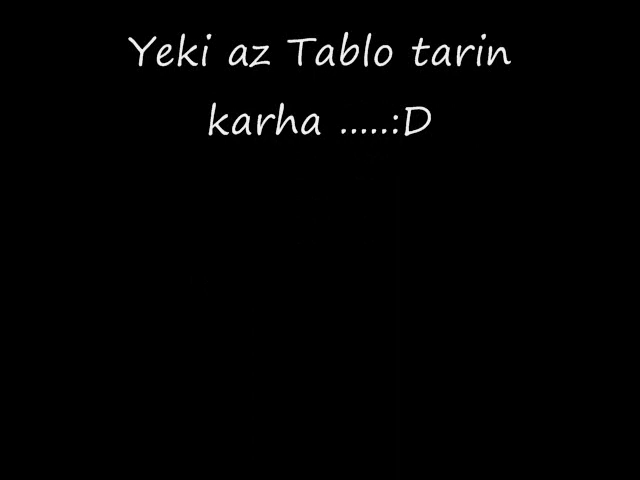 Yeki az Tablo tarin
karha .....:D